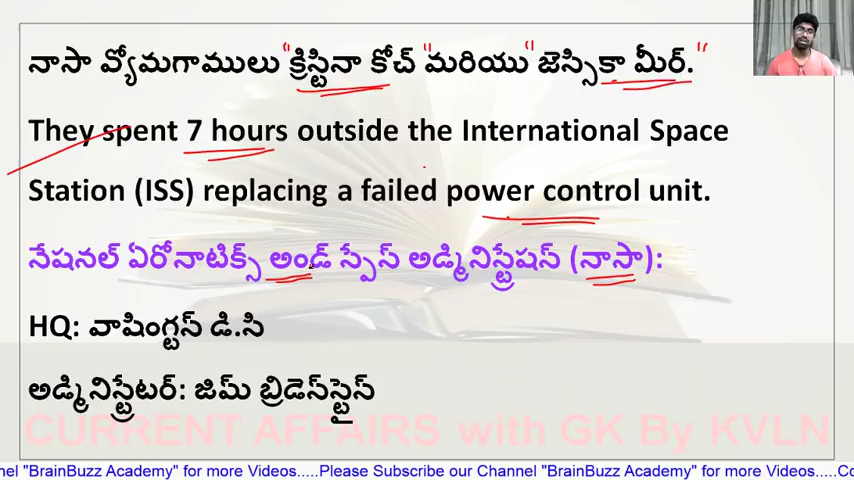 నాసా వ్యోమగాములు "క్రిస్టినా కోచ్" మరియు "జెస్సికా మీర్."
They spent 7 hours outside the International Space
Station (ISS) replacing a failed power control unit.
నేషనల్ ఏరోనాటిక్స్ అండ్ స్పేస్ అడ్మినిస్ట్రేషన్ (నాసా):
HQ: వాషింగ్టన్ డి.సి
అడ్మినిస్ట్రేటర్: జిమ్ బ్రిడెన్‌స్టైన్
CURRENT AFFAIRS with GK By KVLN
nel "BrainBuzz Academy" for more Videos.....Please Subscribe our Channel "BrainBuzz Academy" for more Videos.....Co